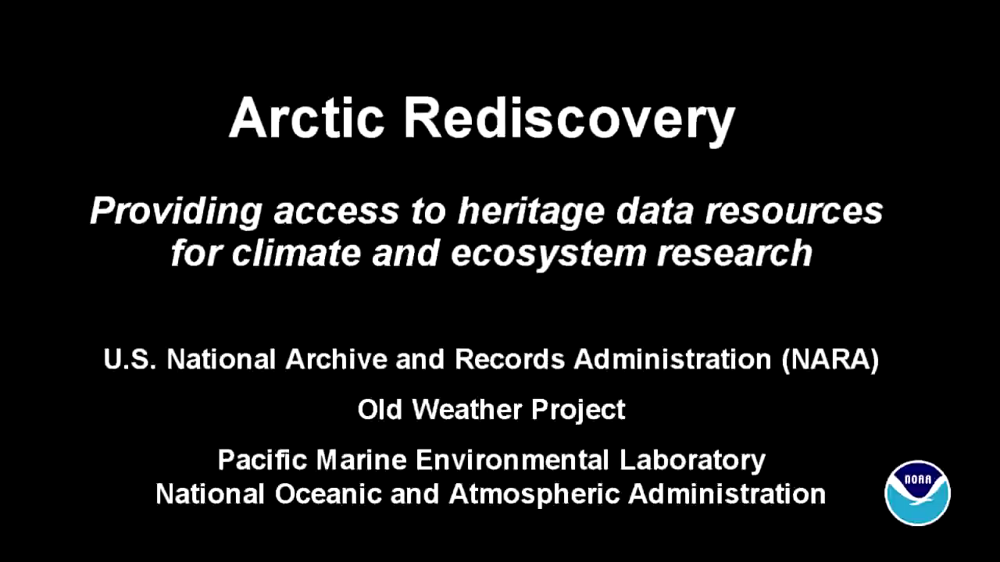 Arctic Rediscovery
Providing access to heritage data resources
for climate and ecosystem research
U.S. National Archive and Records Administration (NARA)
Old Weather Project
Pacific Marine Environmental Laboratory
National Oceanic and Atmospheric Administration
NOAA